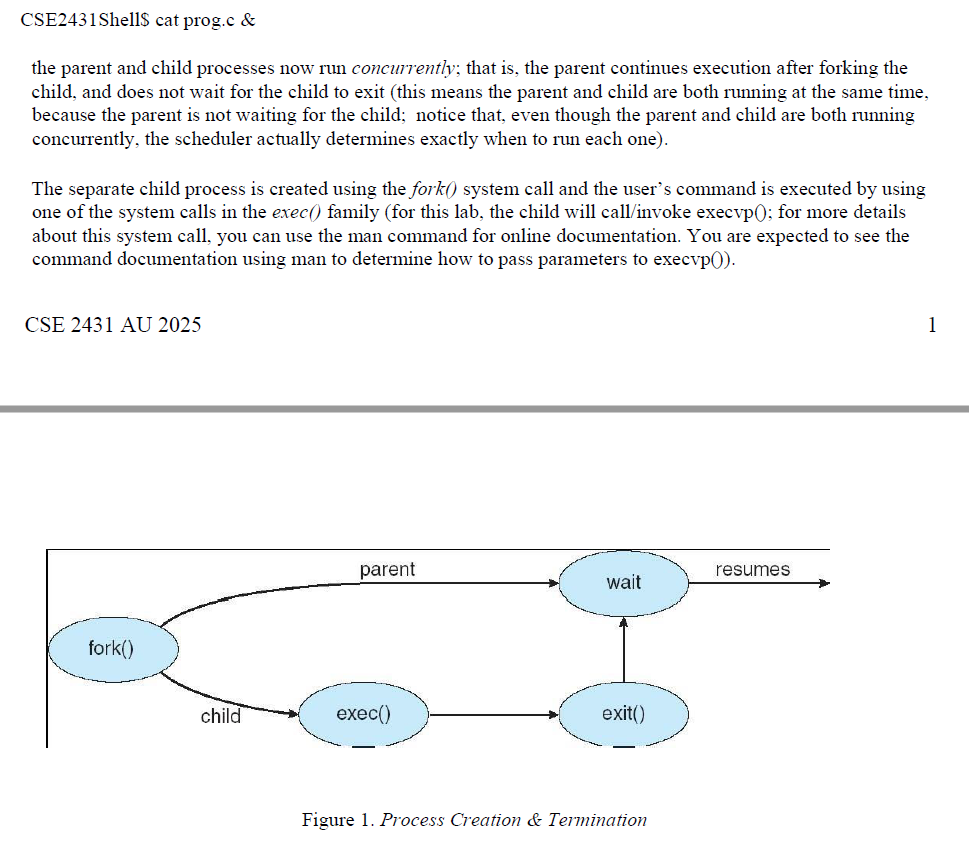 CSE2431Shell$ cat prog.c &
the parent and child processes now run concurrently; that is, the parent continues execution after forking the
child, and does not wait for the child to exit (this means the parent and child are both running at the same time,
because the parent is not waiting for the child;  notice that, even though the parent and child are both running
concurrently, the scheduler actually determines exactly when to run each one).
The separate child process is created using the fork() system call and the user’s command is executed by using
one of the system calls in the exec() family (for this lab, the child will call/invoke execvp(); for more details
about this system call, you can use the man command for online documentation. You are expected to see the
command documentation using man to determine how to pass parameters to execvp()).
CSE 2431 AU 2025 1
parent
resumes
wait
fork()
child
exec()
exit()
Figure 1. Process Creation & Termination